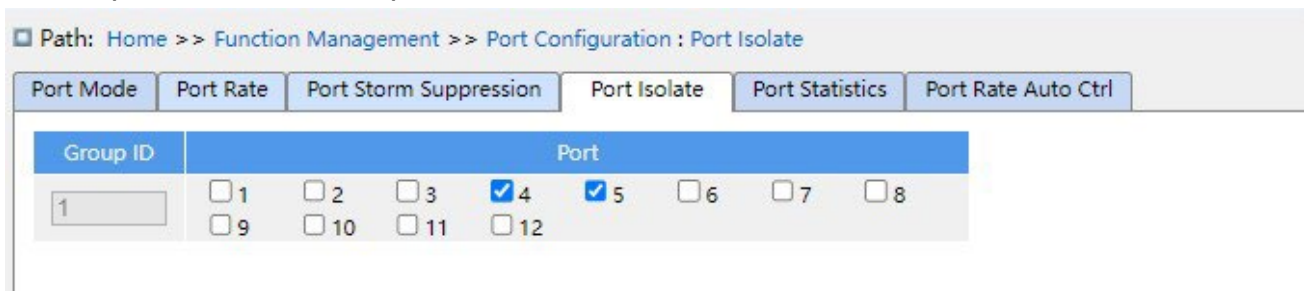 Path: Home >> Function Management >> Port Configuration : Port Isolate
Port Mode Port Rate Port Storm Suppression Port Isolate Port Statistics Port Rate Auto Ctrl
Group ID Port
1 1 2 3 4 5 6 7 8
9 10 11 12